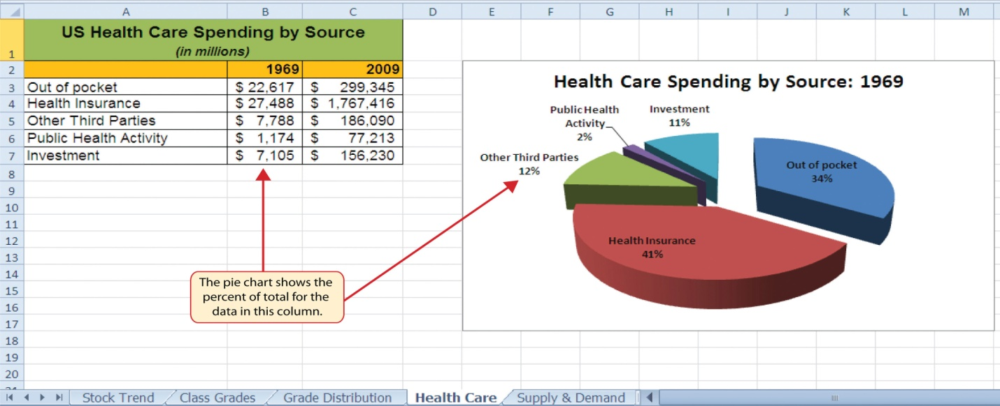 A B C D E F G H I J K L M
1 US Health Care Spending by Source
(in millions)
2 1969 2009
3 Out of pocket $ 22,617 $ 299,345
4 Health Insurance $ 27,488 $ 1,767,416
5 Other Third Parties $ 7,788 $ 186,090
6 Public Health Activity $ 1,174 $ 77,213
7 Investment $ 7,105 $ 156,230
8
9
10
11
12
13
14
15
16
17
18
19
20
Health Care Spending by Source: 1969
Public Health
Activity
2%
Investment
11%
Other Third Parties
12%
Out of pocket
34%
Health Insurance
41%
The pie chart shows the
percent of total for the
data in this column.
Stock Trend Class Grades Grade Distribution Health Care Supply & Demand